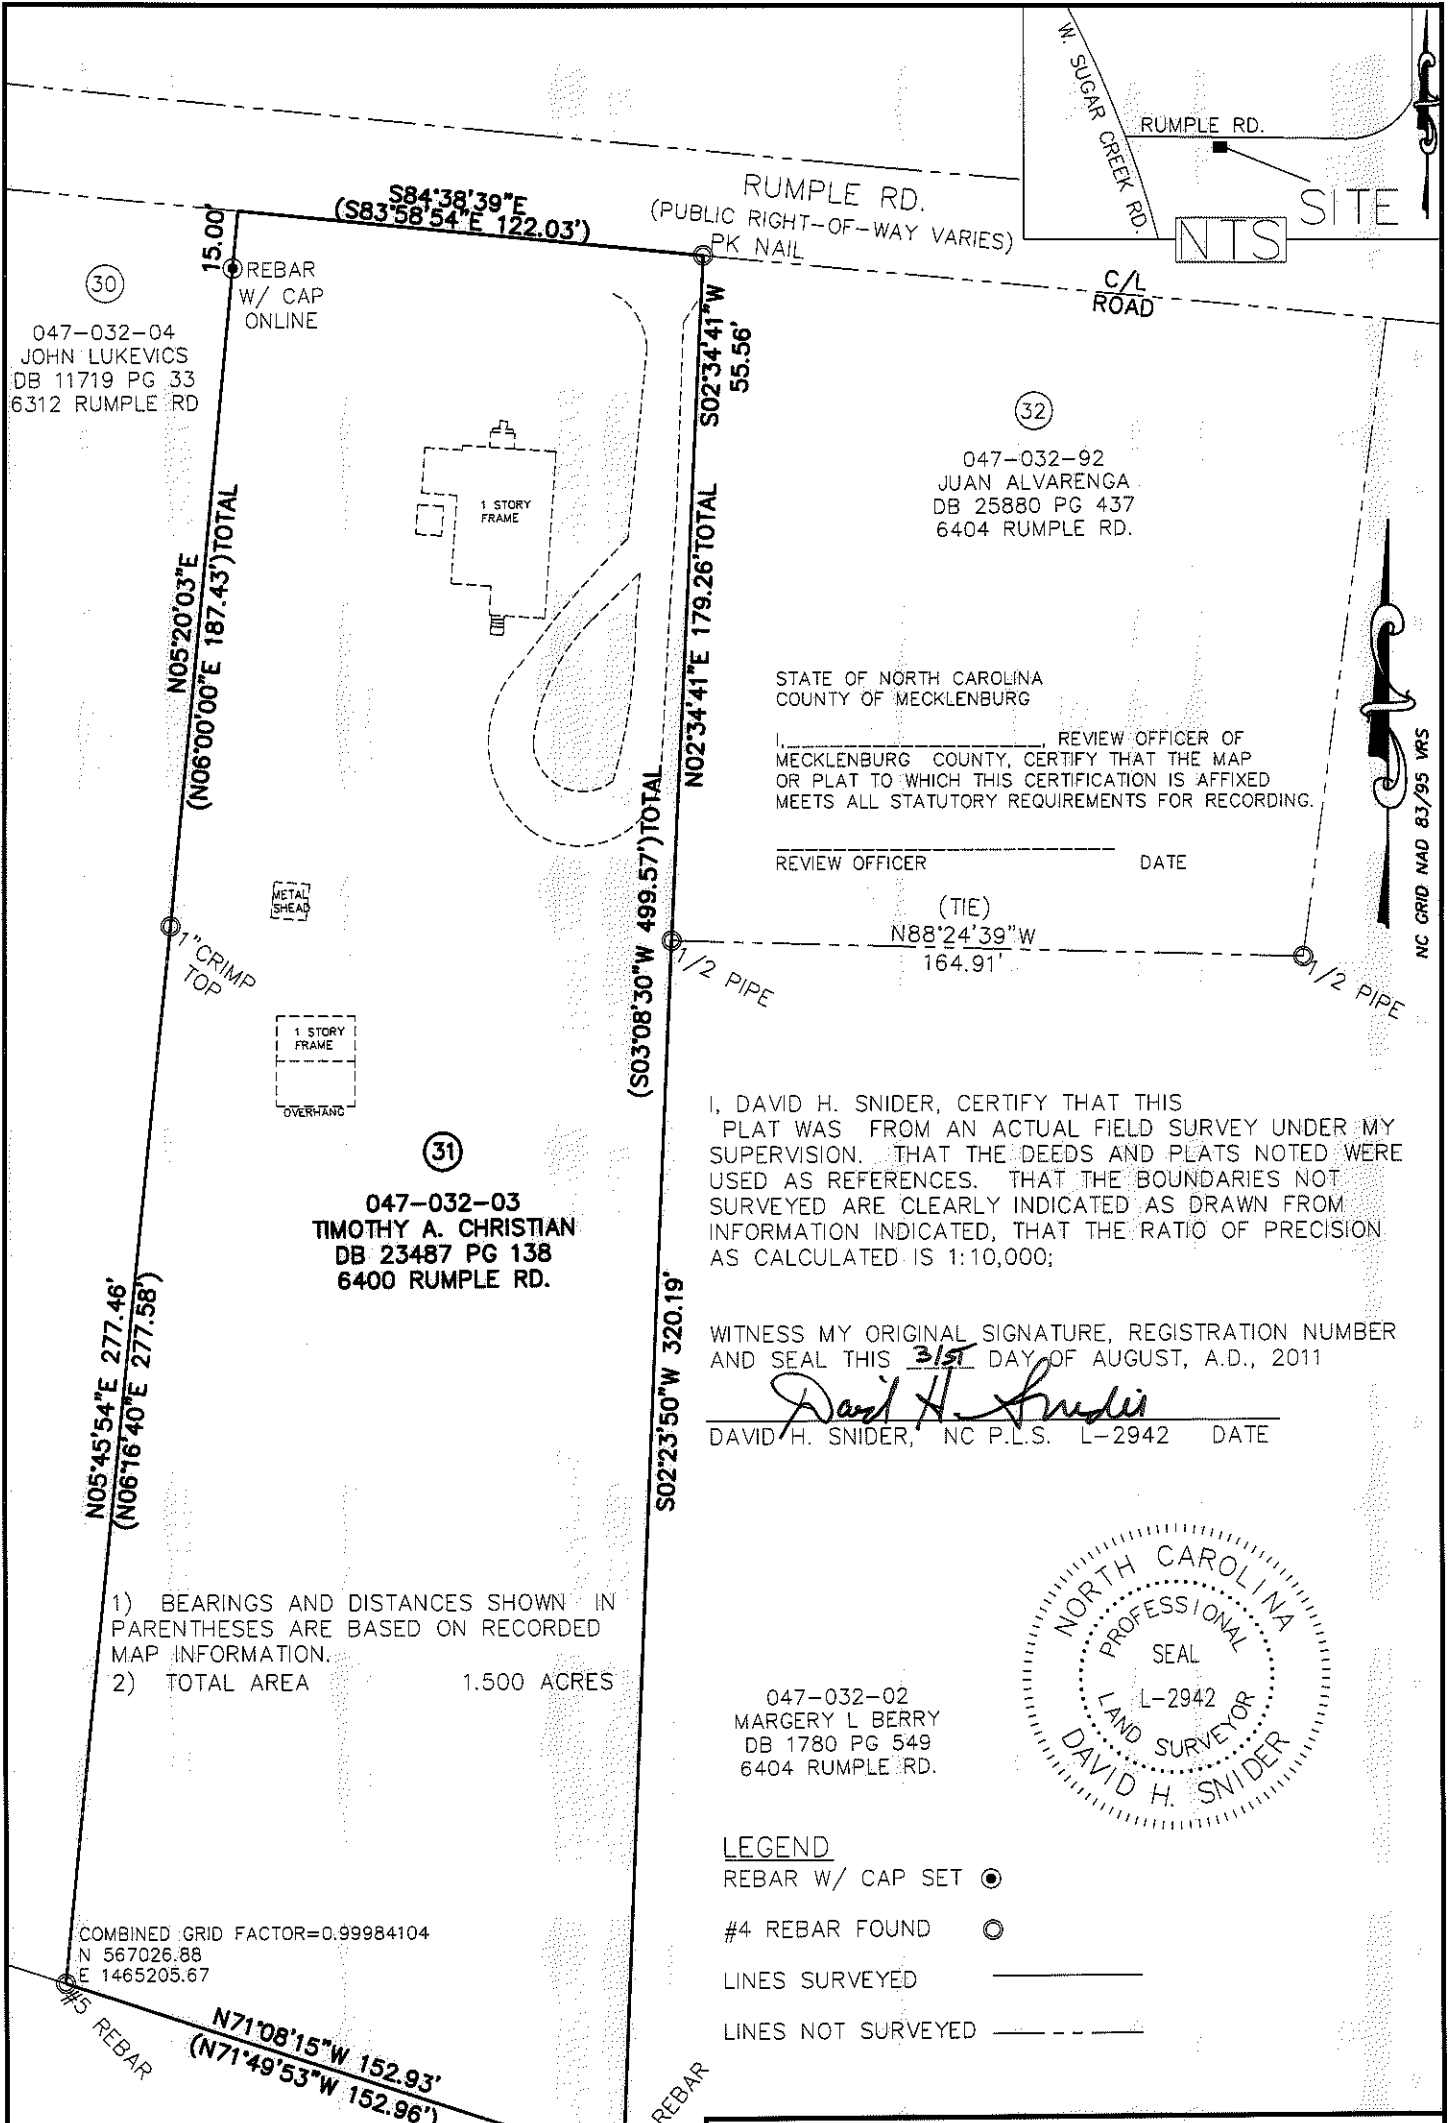 W. SUGAR CREEK RD.
RUMPLE RD.
SITE
NTS
RUMPLE RD.
(PUBLIC RIGHT-OF-WAY VARIES)
S84°38'39"E
(S83°58'54"E 122.03')
PK NAIL
C/L
ROAD
15.00'
REBAR
W/ CAP
ONLINE
30
047-032-04
JOHN LUKEVICS
DB 11719 PG 33
6312 RUMPLE RD
S02°34'41"W
55.56'
32
047-032-92
JUAN ALVARENGA
DB 25880 PG 437
6404 RUMPLE RD.
1 STORY
FRAME
N05°20'03"E
(N06°00'00"E 187.43')TOTAL
N02°34'41"E 179.26'TOTAL
(S03°08'30"W 499.57')TOTAL
STATE OF NORTH CAROLINA
COUNTY OF MECKLENBURG
I,____________________, REVIEW OFFICER OF
MECKLENBURG COUNTY, CERTIFY THAT THE MAP
OR PLAT TO WHICH THIS CERTIFICATION IS AFFIXED
MEETS ALL STATUTORY REQUIREMENTS FOR RECORDING.
REVIEW OFFICER DATE
NC GRID NAD 83/95 VRS
METAL
SHEAD
1"CRIMP
TOP
(TIE)
N88°24'39"W
164.91'
1/2 PIPE
1/2 PIPE
1 STORY
FRAME
OVERHANG
31
047-032-03
TIMOTHY A. CHRISTIAN
DB 23487 PG 138
6400 RUMPLE RD.
I, DAVID H. SNIDER, CERTIFY THAT THIS
PLAT WAS FROM AN ACTUAL FIELD SURVEY UNDER MY
SUPERVISION. THAT THE DEEDS AND PLATS NOTED WERE
USED AS REFERENCES. THAT THE BOUNDARIES NOT
SURVEYED ARE CLEARLY INDICATED AS DRAWN FROM
INFORMATION INDICATED, THAT THE RATIO OF PRECISION
AS CALCULATED IS 1:10,000;
WITNESS MY ORIGINAL SIGNATURE, REGISTRATION NUMBER
AND SEAL THIS 31st DAY OF AUGUST, A.D., 2011
David H. Snider
DAVID H. SNIDER, NC P.L.S. L-2942 DATE
N05°45'54"E 277.46'
(N06°16'40"E 277.58')
S02°23'50"W 320.19'
1) BEARINGS AND DISTANCES SHOWN IN
PARENTHESES ARE BASED ON RECORDED
MAP INFORMATION.
2) TOTAL AREA 1.500 ACRES
NORTH CAROLINA
PROFESSIONAL
SEAL
L-2942
LAND SURVEYOR
DAVID H. SNIDER
047-032-02
MARGERY L BERRY
DB 1780 PG 549
6404 RUMPLE RD.
LEGEND
REBAR W/ CAP SET
#4 REBAR FOUND
LINES SURVEYED
LINES NOT SURVEYED
COMBINED GRID FACTOR=0.99984104
N 567026.88
E 1465205.67
#5 REBAR
N71°08'15"W 152.93'
(N71°49'53"W 152.96')
REBAR